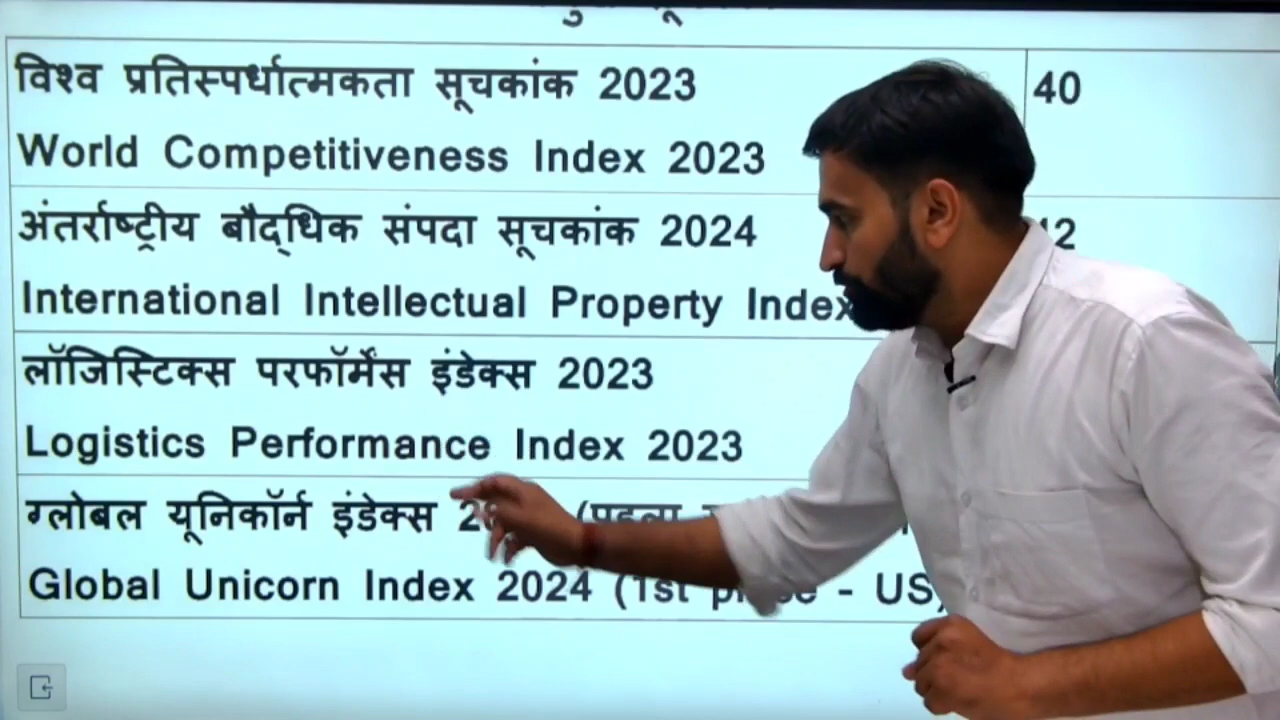 विश्व प्रतिस्पर्धात्मकता सूचकांक 2023 40
World Competitiveness Index 2023
अंतर्राष्ट्रीय बौद्धिक संपदा सूचकांक 2024
International Intellectual Property Index
लॉजिस्टिक्स परफॉर्मेंस इंडेक्स 2023
Logistics Performance Index 2023
ग्लोबल यूनिकॉर्न इंडेक्स
Global Unicorn Index 2024 (1st - US)